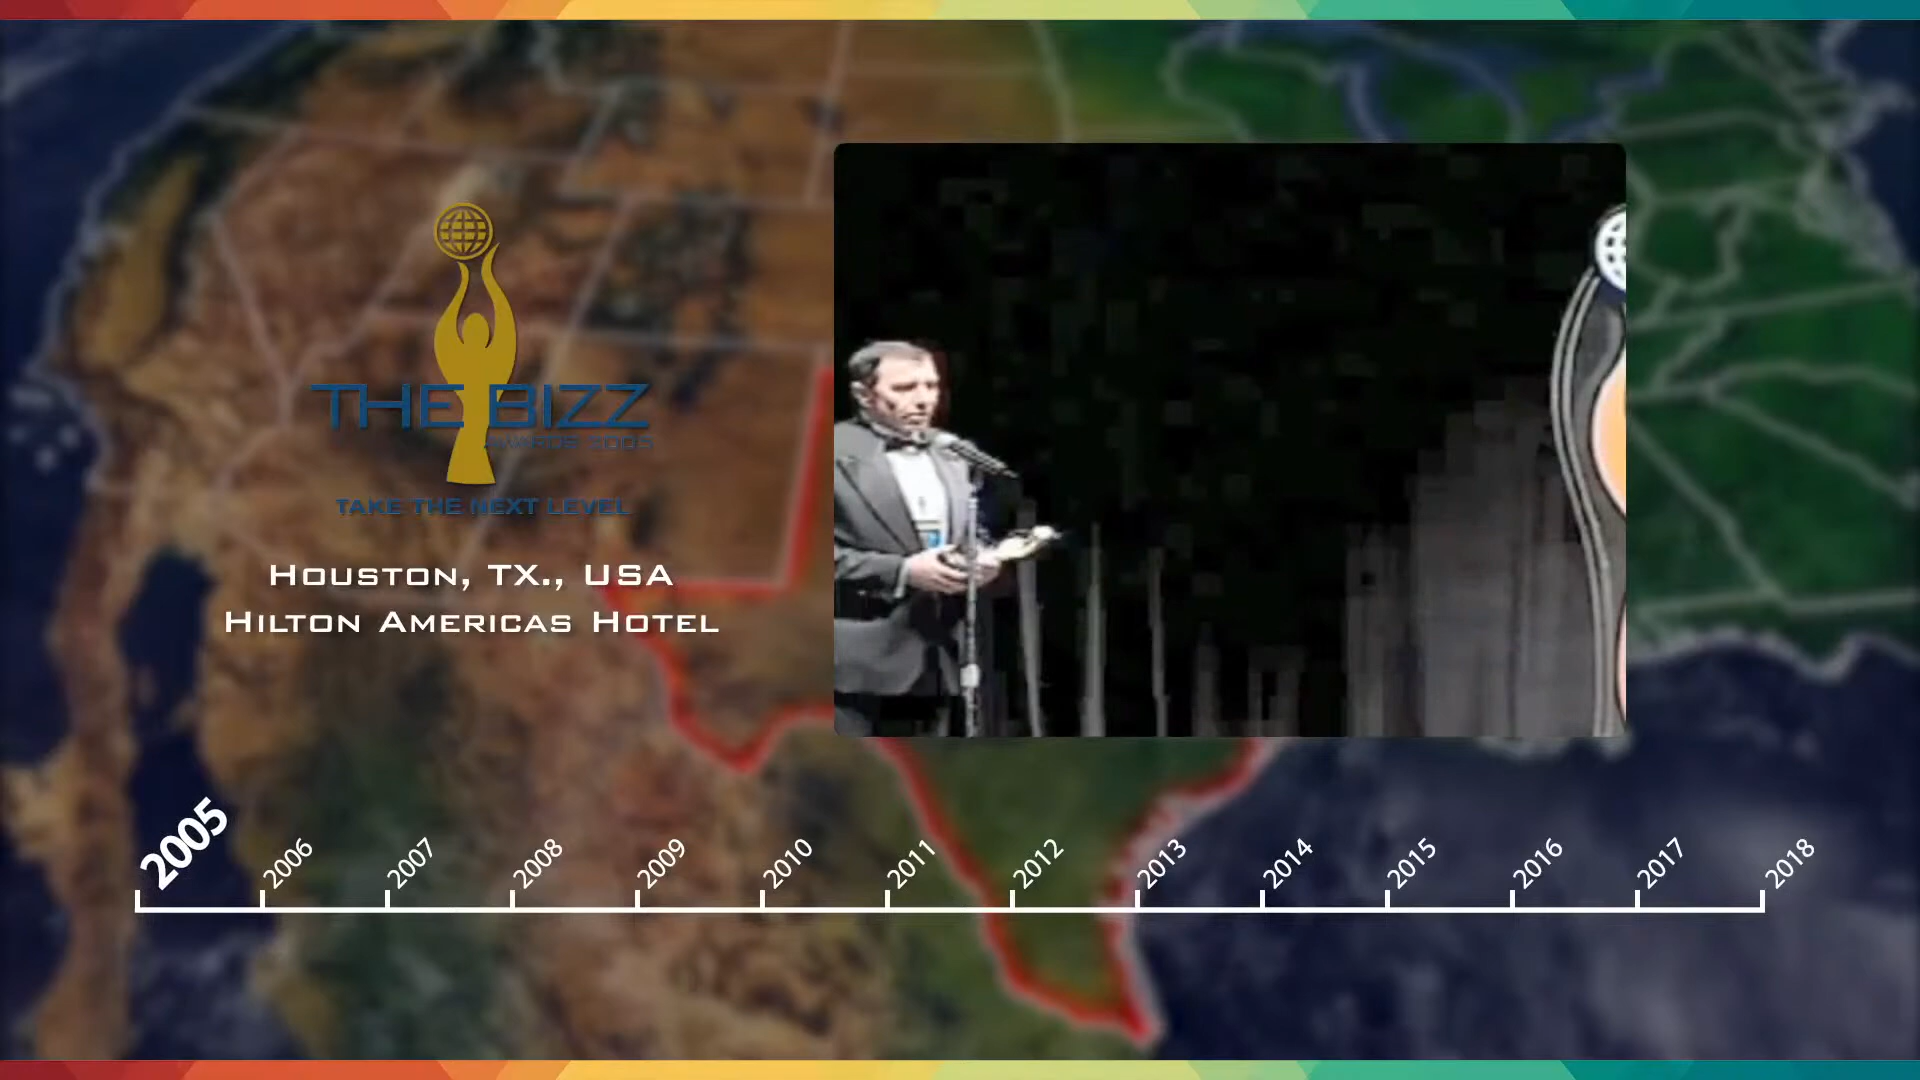 THE BIZZ
AWARDS 2005
TAKE THE NEXT LEVEL
HOUSTON, TX., USA
HILTON AMERICAS HOTEL
2005
2006
2007
2008
2009
2010
2011
2012
2013
2014
2015
2016
2017
2018